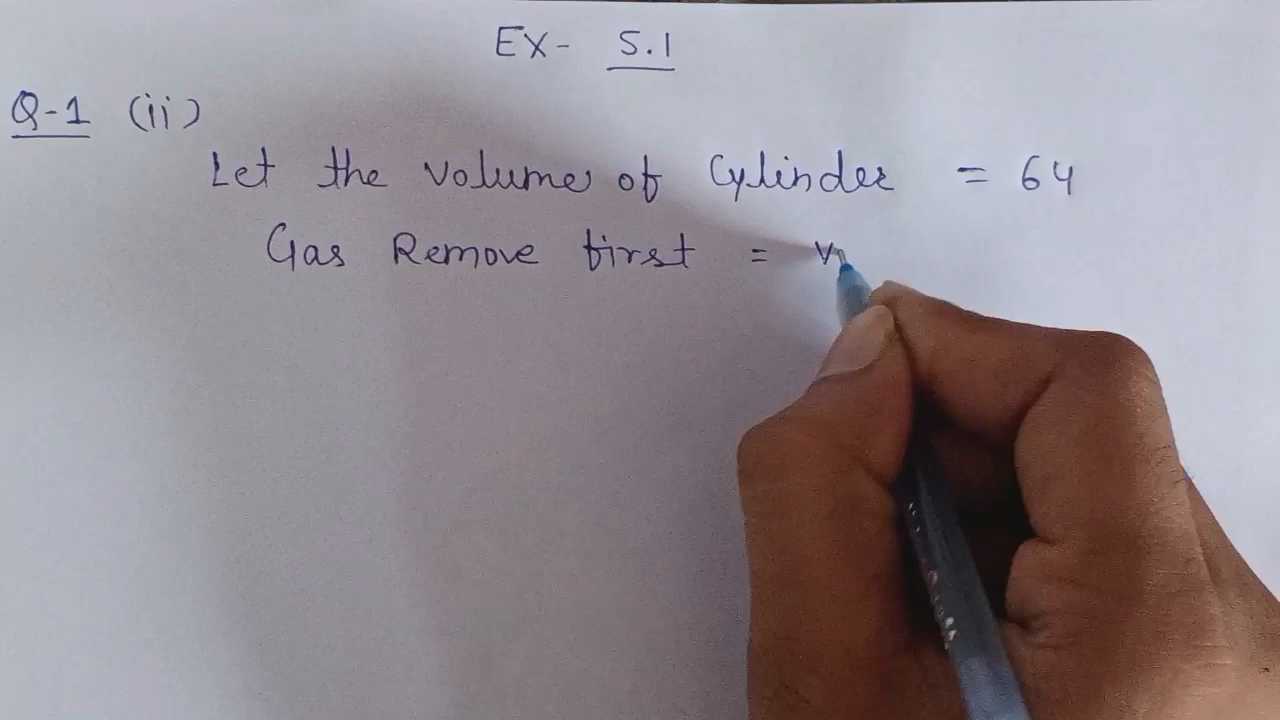 Ex- 5.1
Q-1 (ii)
Let the volume of Cylinder = 64
Gas Remove first =